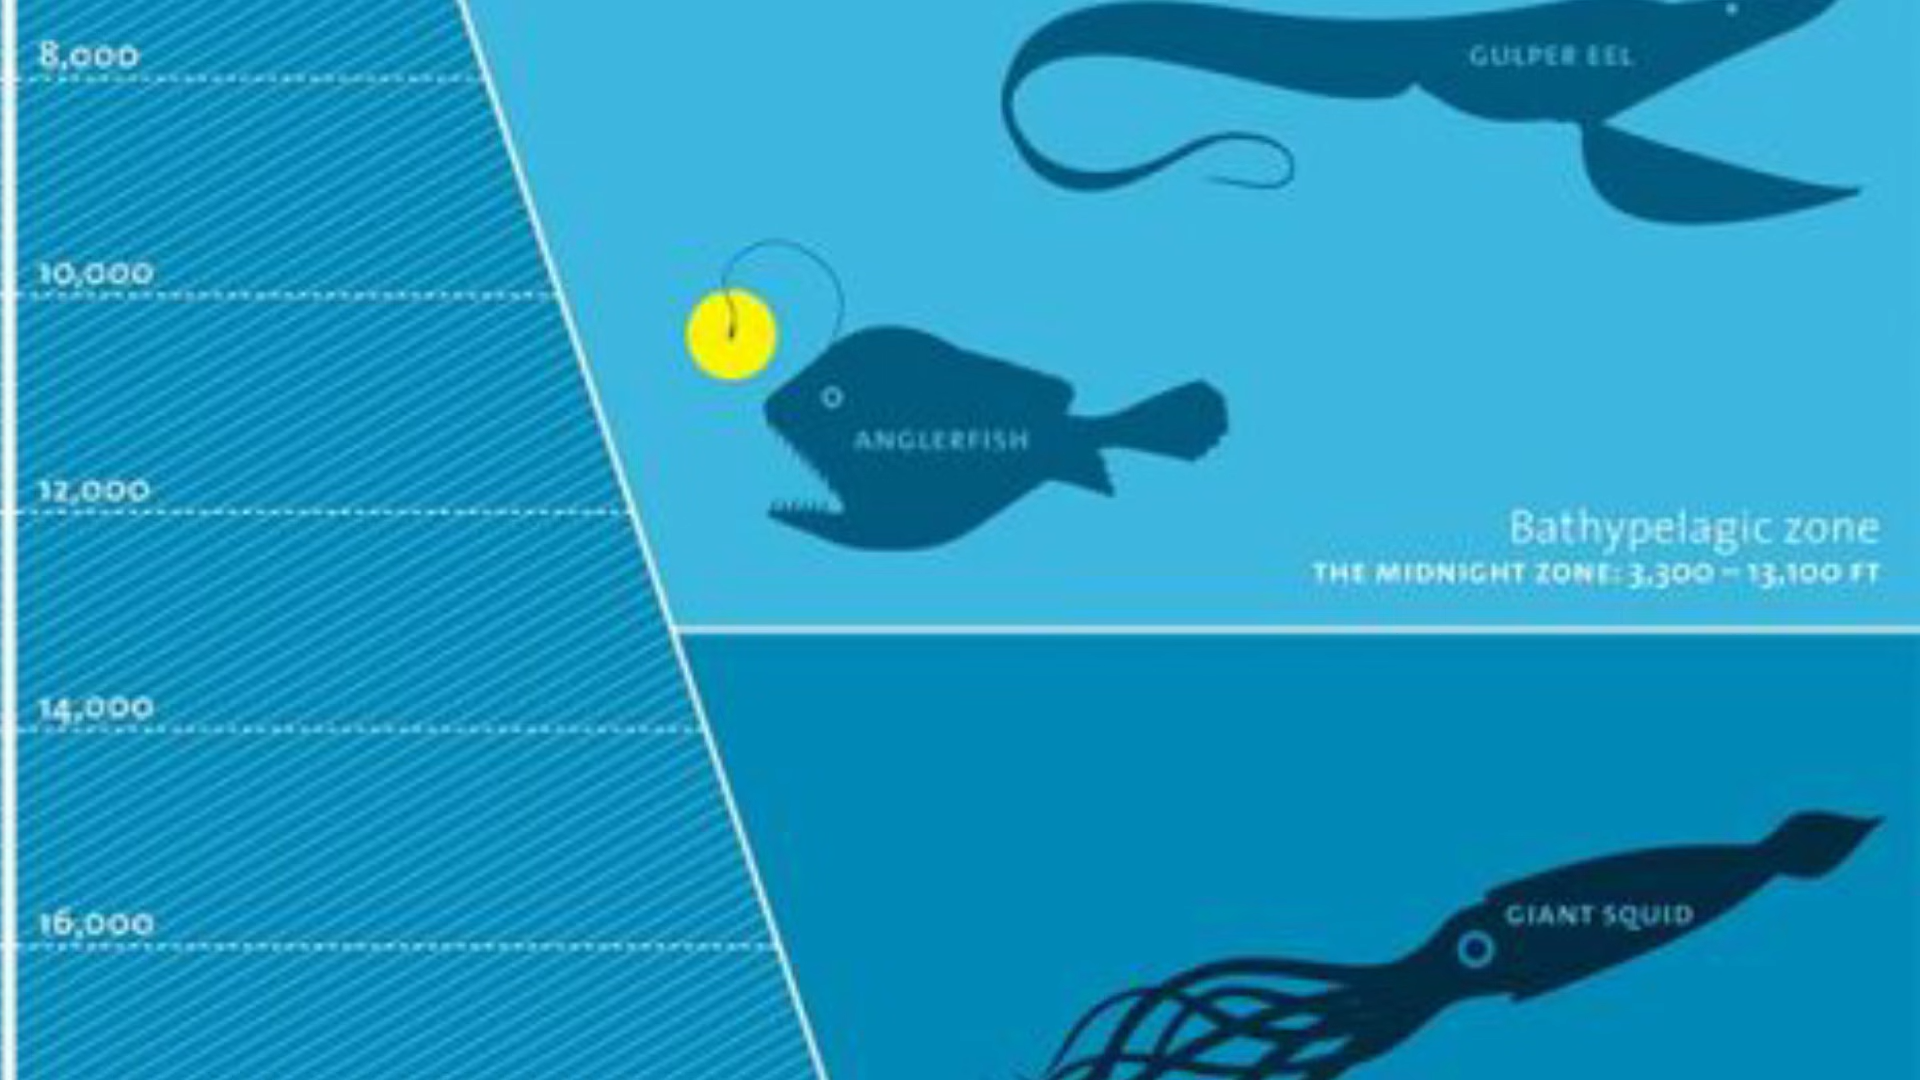 8,000
GULPER EEL
10,000
ANGLERFISH
12,000
Bathypelagic zone
THE MIDNIGHT ZONE: 3,300 – 13,100 FT
14,000
16,000
GIANT SQUID